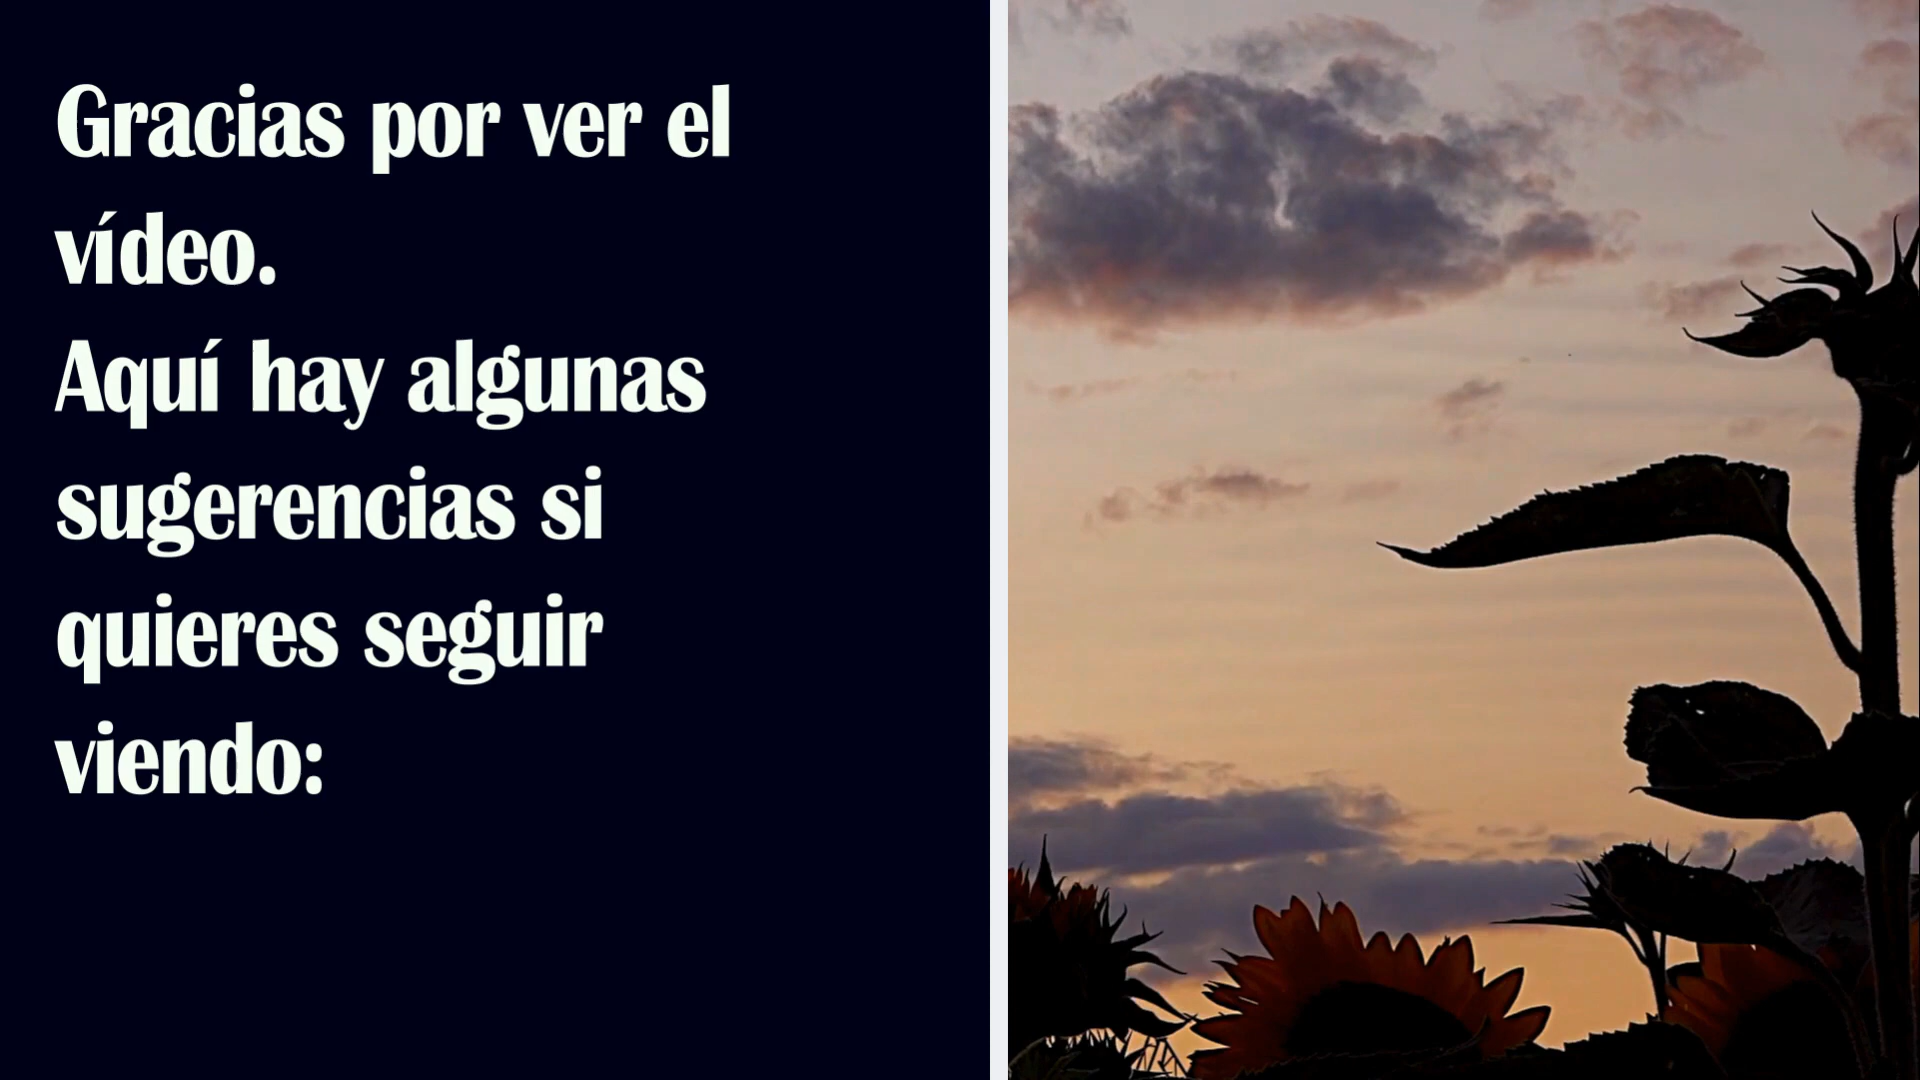 Gracias por ver el
vídeo.
Aquí hay algunas
sugerencias si
quieres seguir
viendo: